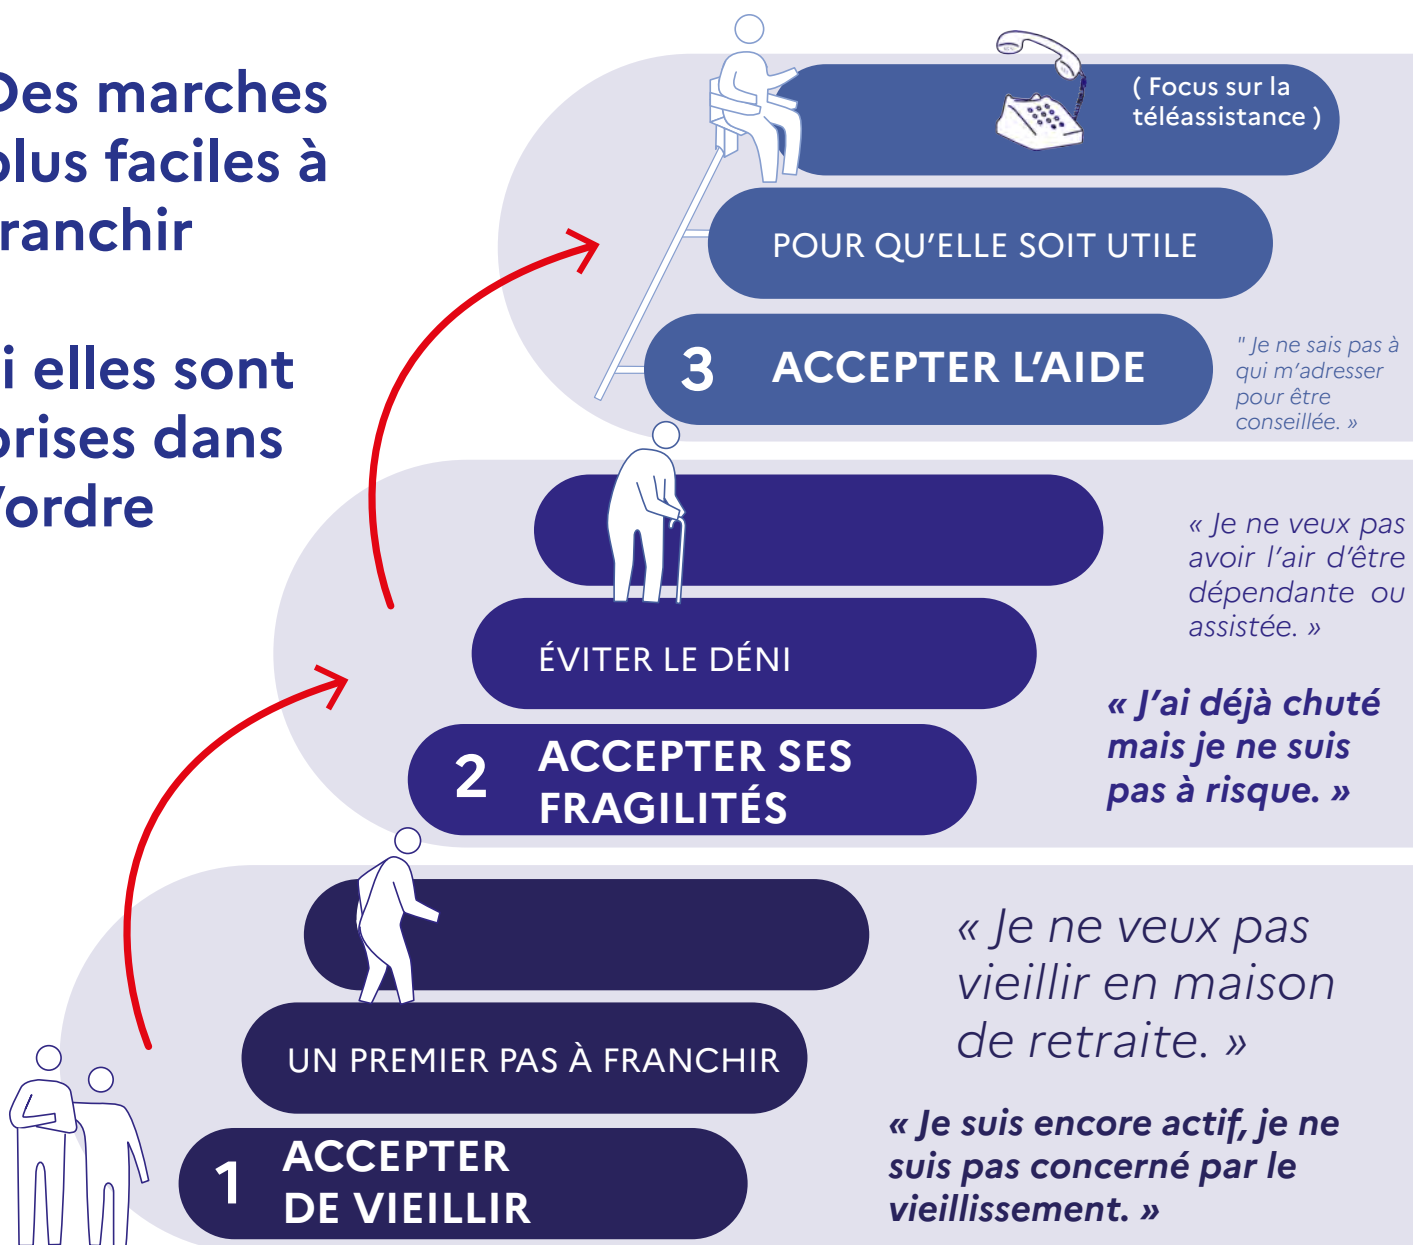 Des marches
plus faciles à
franchir
si elles sont
prises dans
l'ordre
( Focus sur la
téléassistance )
POUR QU'ELLE SOIT UTILE
3 ACCEPTER L'AIDE
" Je ne sais pas à
qui m'adresser
pour être
conseillée. »
« Je ne veux pas
avoir l'air d'être
dépendante ou
assistée. »
ÉVITER LE DÉNI
« J'ai déjà chuté
mais je ne suis
pas à risque. »
2 ACCEPTER SES
FRAGILITÉS
« Je ne veux pas
vieillir en maison
de retraite. »
UN PREMIER PAS À FRANCHIR
« Je suis encore actif, je ne
suis pas concerné par le
vieillissement. »
1 ACCEPTER
DE VIEILLIR